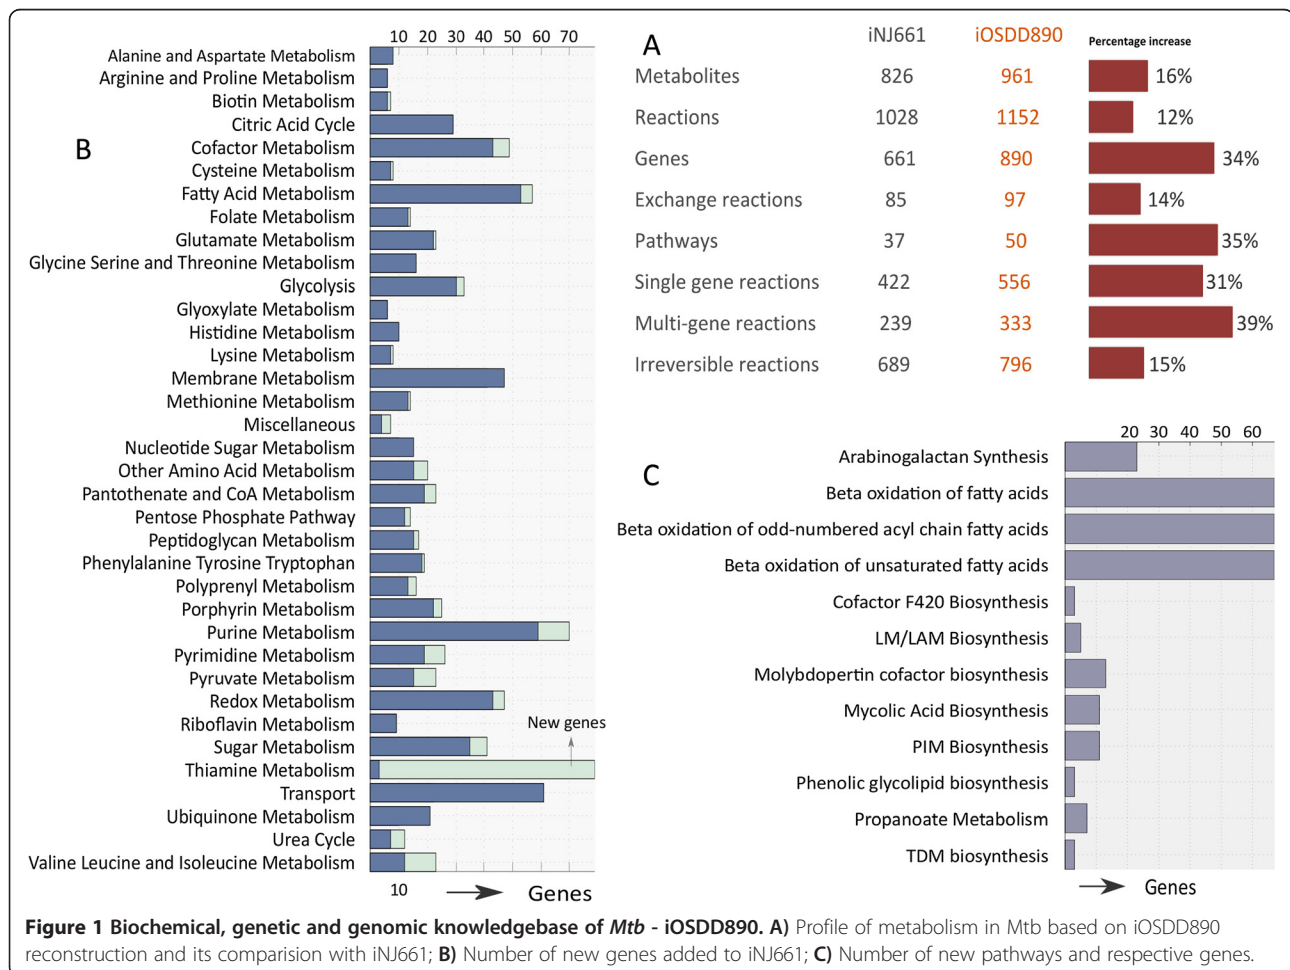 A iNJ661 iOSDD890 Percentage increase
Metabolites 826 961 16%
Reactions 1028 1152 12%
Genes 661 890 34%
Exchange reactions 85 97 14%
Pathways 37 50 35%
Single gene reactions 422 556 31%
Multi-gene reactions 239 333 39%
Irreversible reactions 689 796 15%
B
10 20 30 40 50 60 70
Alanine and Aspartate Metabolism
Arginine and Proline Metabolism
Biotin Metabolism
Citric Acid Cycle
Cofactor Metabolism
Cysteine Metabolism
Fatty Acid Metabolism
Folate Metabolism
Glutamate Metabolism
Glycine Serine and Threonine Metabolism
Glycolysis
Glyoxylate Metabolism
Histidine Metabolism
Lysine Metabolism
Membrane Metabolism
Methionine Metabolism
Miscellaneous
Nucleotide Sugar Metabolism
Other Amino Acid Metabolism
Pantothenate and CoA Metabolism
Pentose Phosphate Pathway
Peptidoglycan Metabolism
Phenylalanine Tyrosine Tryptophan
Polyprenyl Metabolism
Porphyrin Metabolism
Purine Metabolism
Pyrimidine Metabolism
Pyruvate Metabolism
Redox Metabolism
Riboflavin Metabolism
New genes
Sugar Metabolism
Thiamine Metabolism
Transport
Ubiquinone Metabolism
Urea Cycle
Valine Leucine and Isoleucine Metabolism
10 Genes
C
20 30 40 50 60
Arabinogalactan Synthesis
Beta oxidation of fatty acids
Beta oxidation of odd-numbered acyl chain fatty acids
Beta oxidation of unsaturated fatty acids
Cofactor F420 Biosynthesis
LM/LAM Biosynthesis
Molybdopertin cofactor biosynthesis
Mycolic Acid Biosynthesis
PIM Biosynthesis
Phenolic glycolipid biosynthesis
Propanoate Metabolism
TDM biosynthesis
Genes
Figure 1 Biochemical, genetic and genomic knowledgebase of Mtb - iOSDD890. A) Profile of metabolism in Mtb based on iOSDD890
reconstruction and its comparision with iNJ661; B) Number of new genes added to iNJ661; C) Number of new pathways and respective genes.